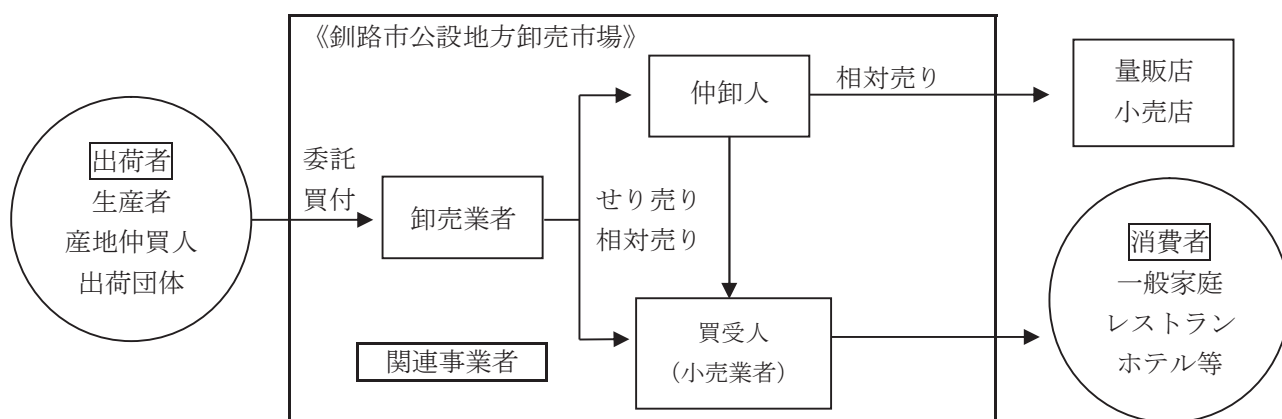 《釧路市公設地方卸売市場》
出荷者
生産者
産地仲買人
出荷団体
委託
買付
卸売業者
せり売り
相対売り
仲卸人
相対売り
量販店
小売店
買受人
（小売業者）
関連事業者
消費者
一般家庭
レストラン
ホテル等